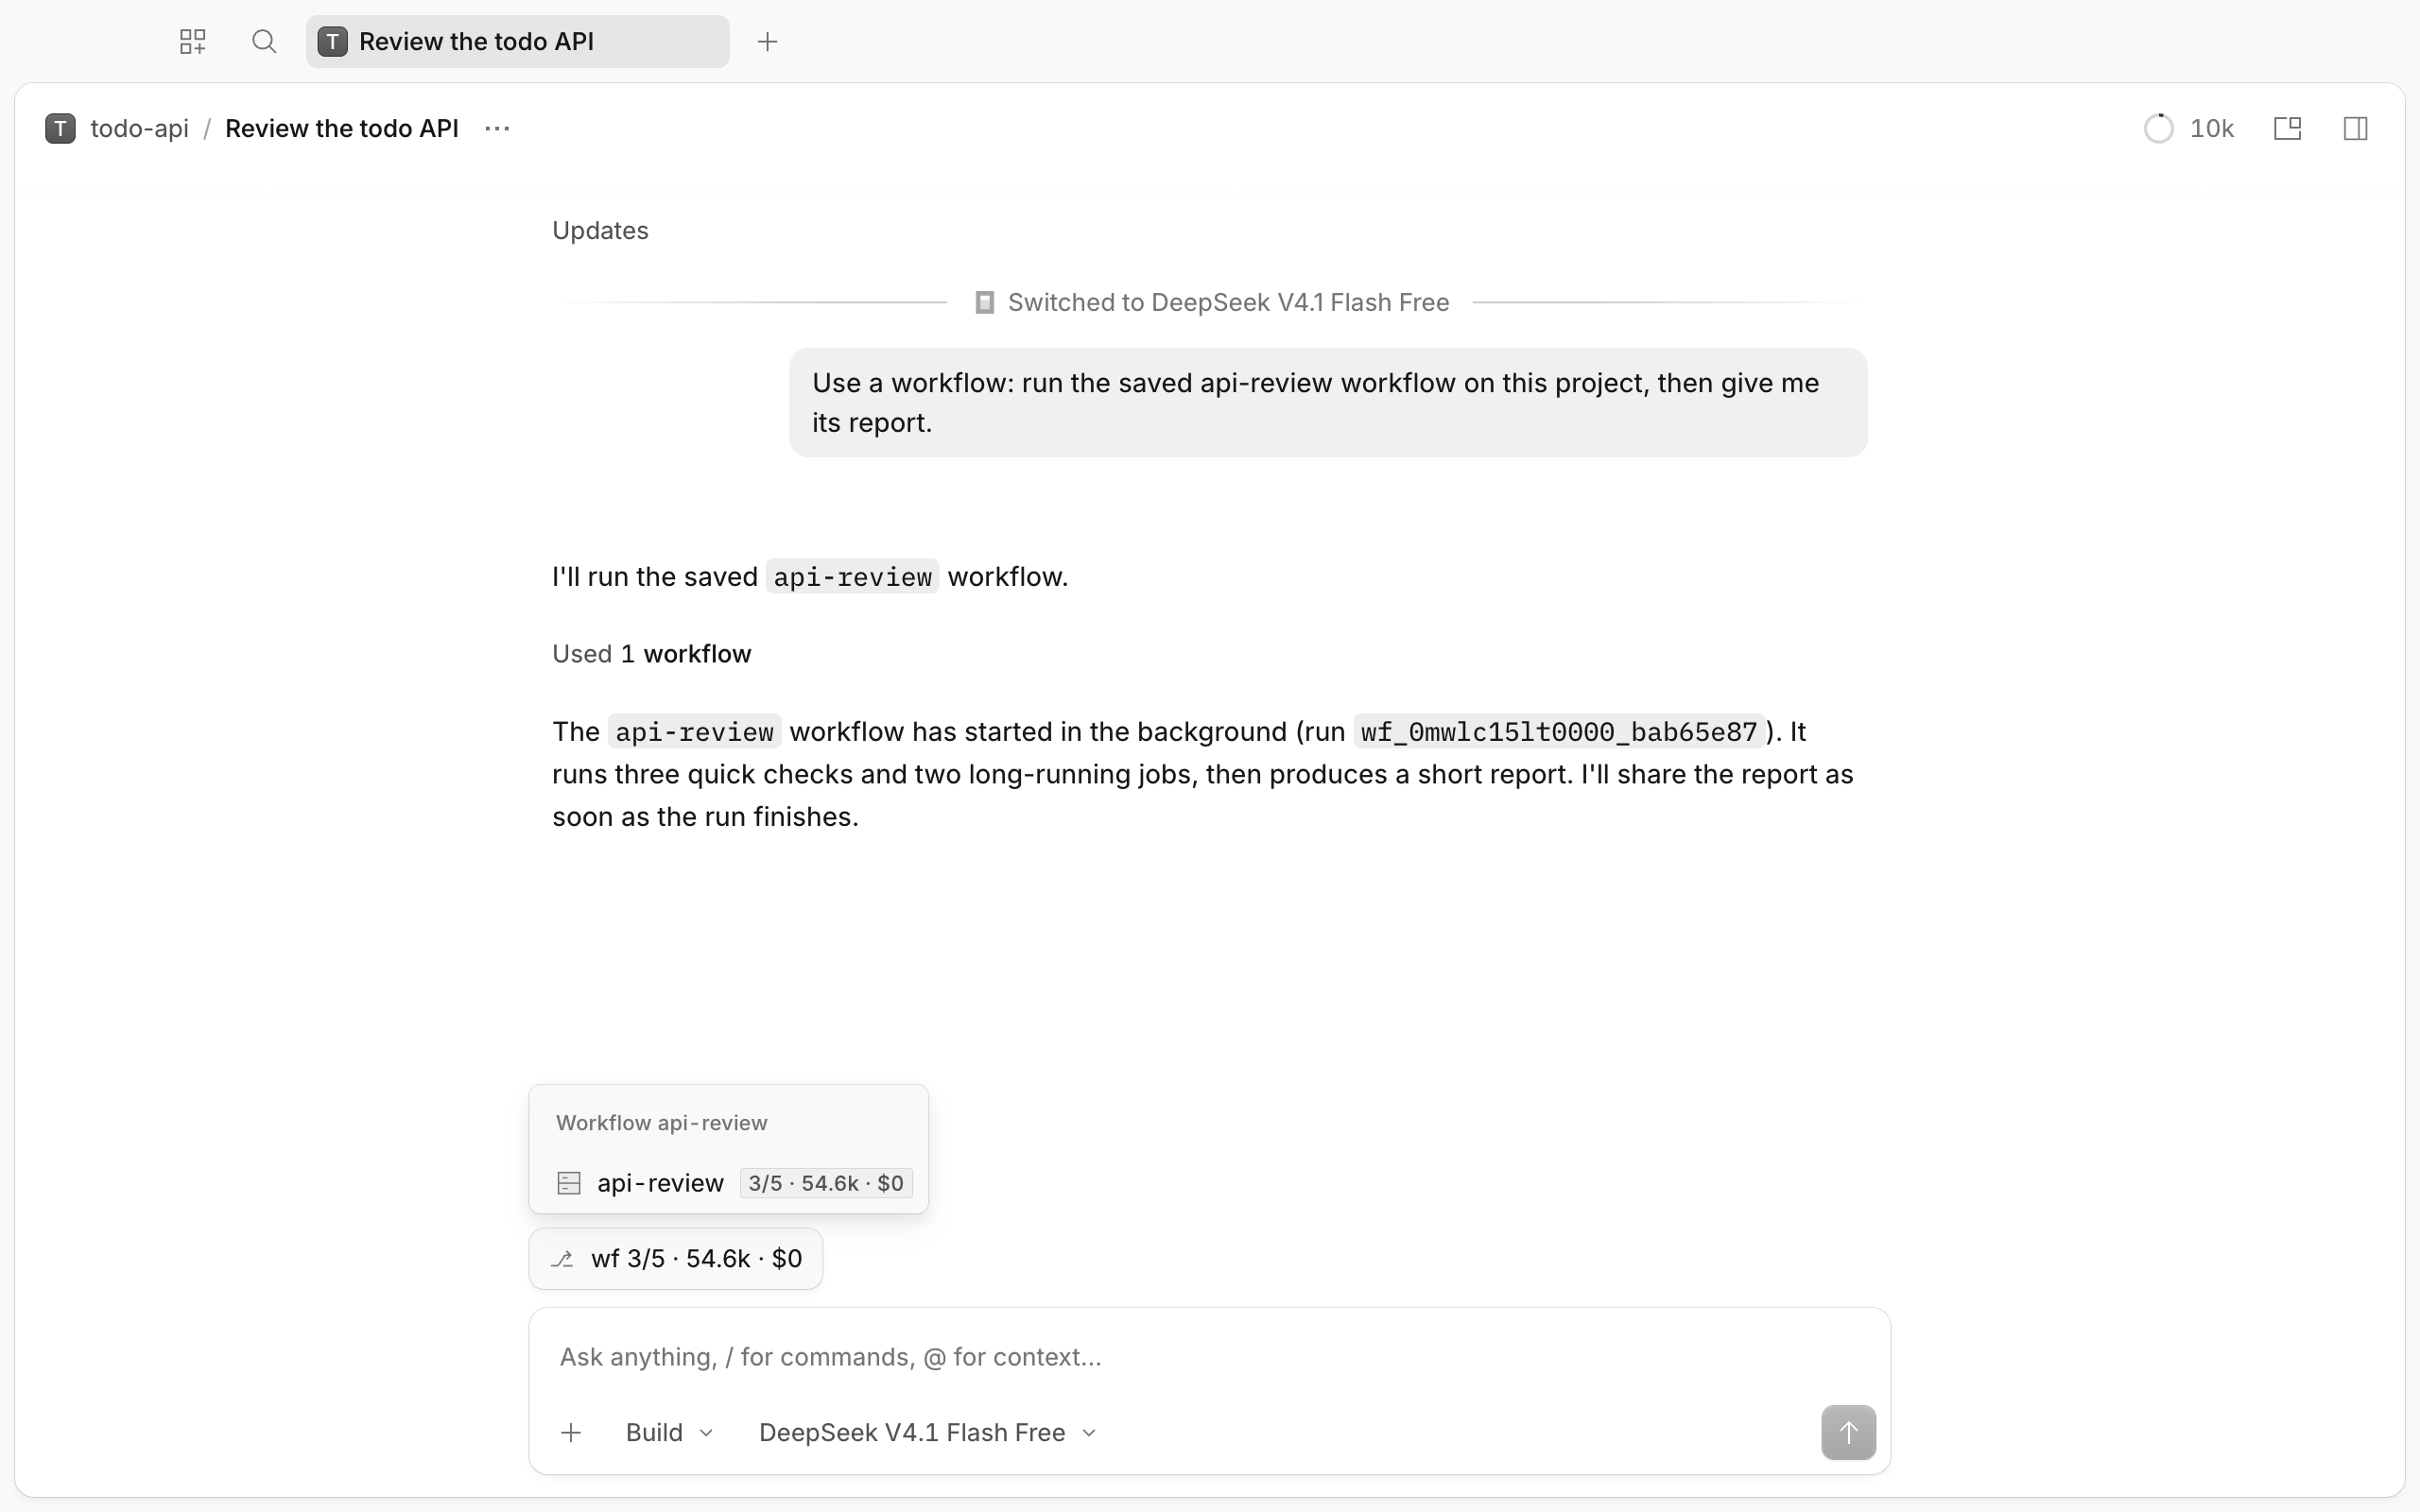 T Review the todo API
T todo-api / Review the todo API ··· 10k
Updates
Switched to DeepSeek V4.1 Flash Free
Use a workflow: run the saved api-review workflow on this project, then give me
its report.
I'll run the saved api-review workflow.
Used 1 workflow
The api-review workflow has started in the background (run wf_0mwlc15lt0000_bab65e87). It
runs three quick checks and two long-running jobs, then produces a short report. I'll share the report as
soon as the run finishes.
Workflow api-review
api-review 3/5 · 54.6k · $0
wf 3/5 · 54.6k · $0
Ask anything, / for commands, @ for context...
Build DeepSeek V4.1 Flash Free